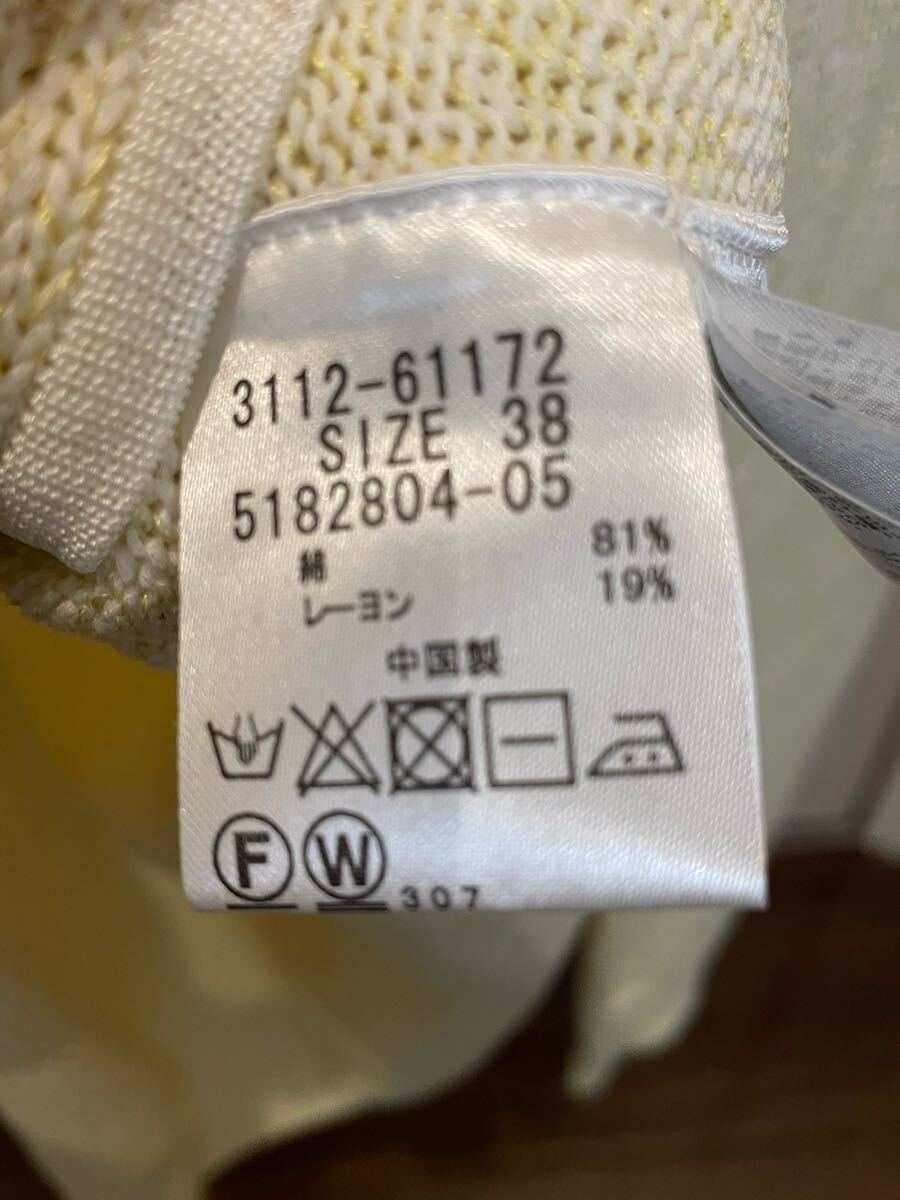 3112-61172
SIZE 38
5182804-05
綿 81%
レーヨン 19%
中国製
F W 307